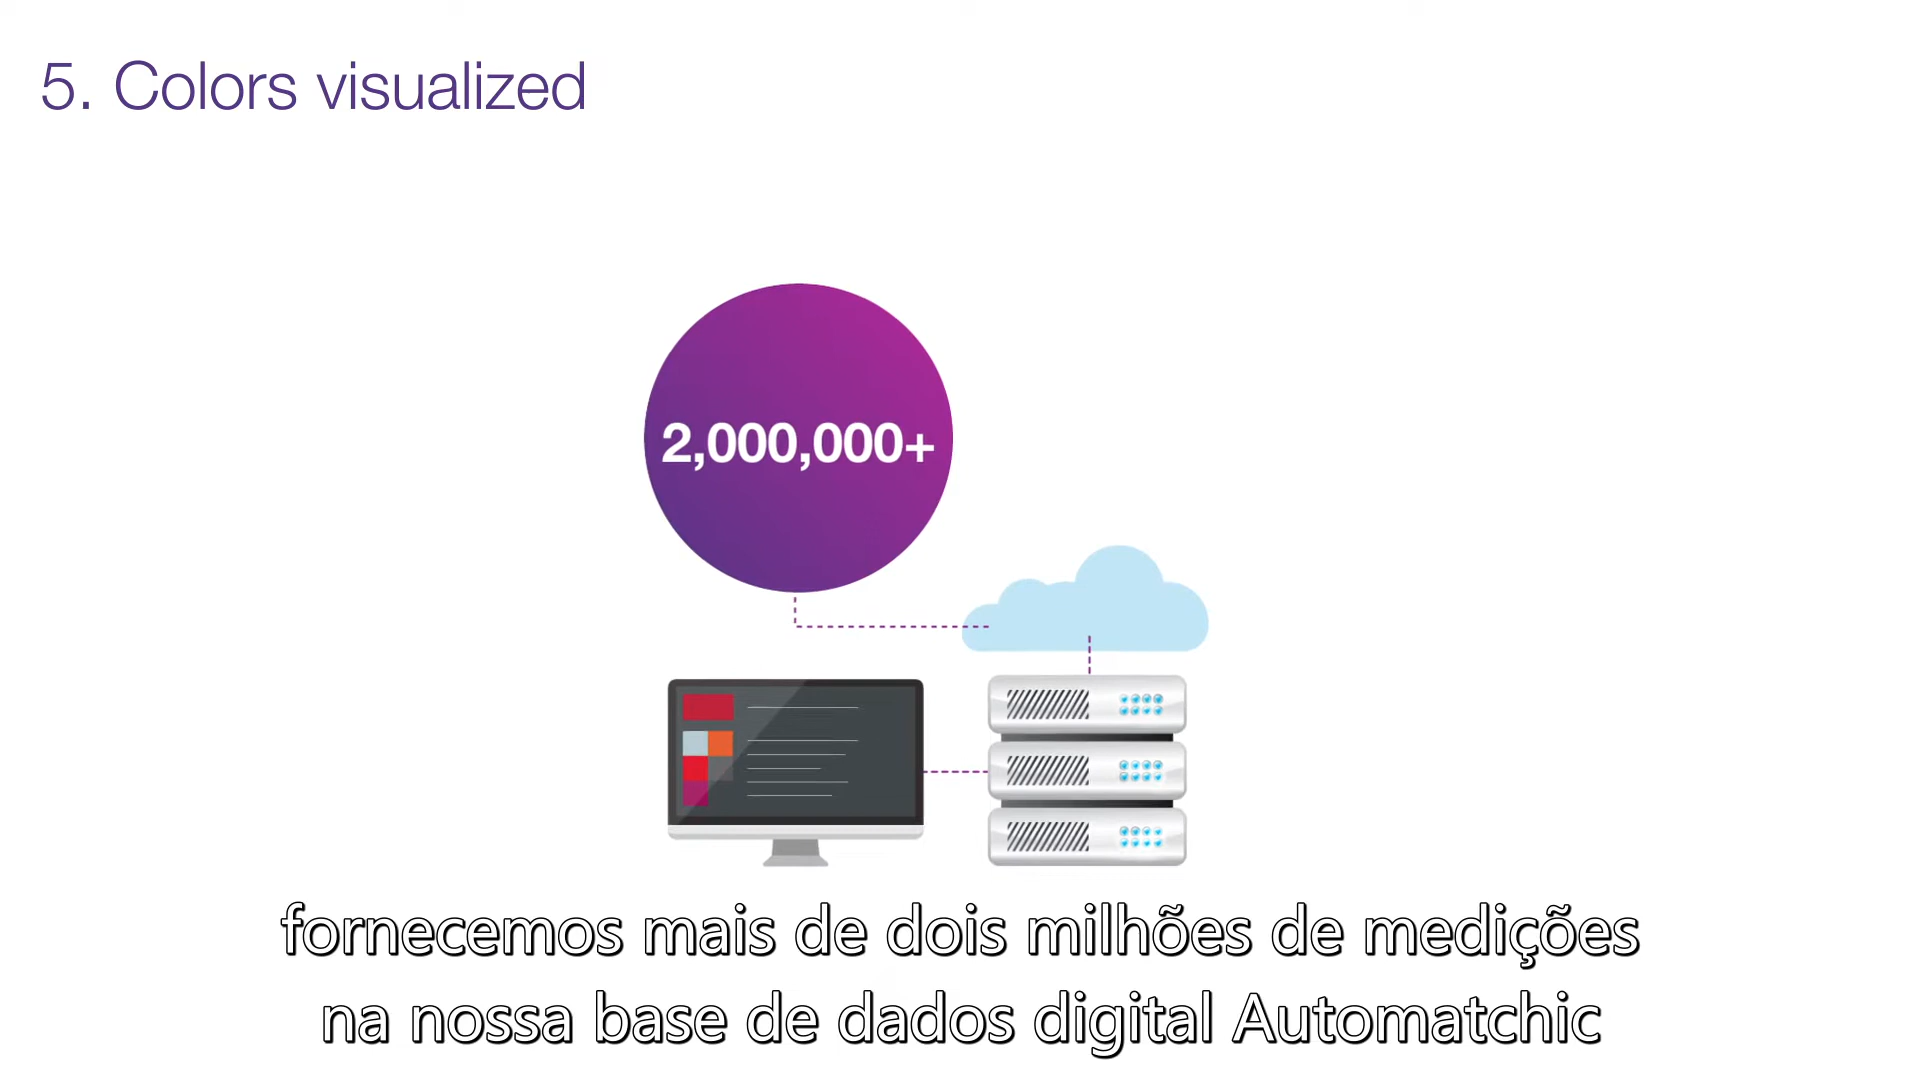 5. Colors visualized
2,000,000+
fornecemos mais de dois milhões de medições
na nossa base de dados digital Automatchic